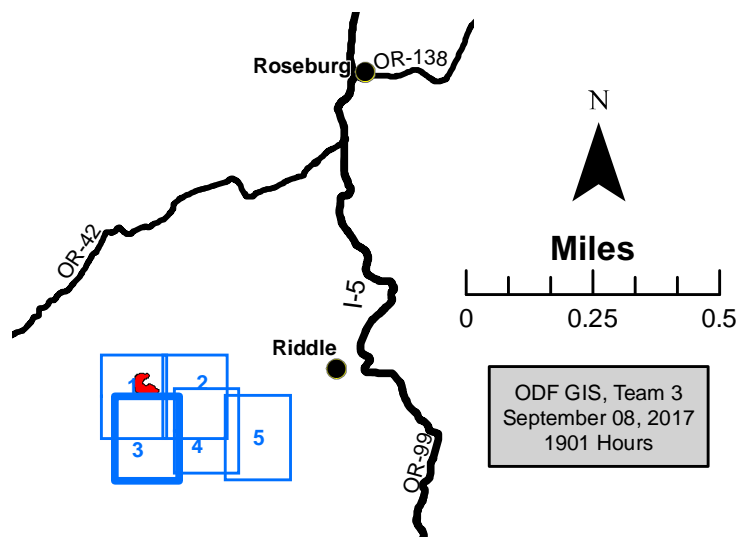 Roseburg
OR-138
N
OR-42
Miles
I-5
0 0.25 0.5
Riddle
1 2
3 4 5
OR-99
ODF GIS, Team 3
September 08, 2017
1901 Hours